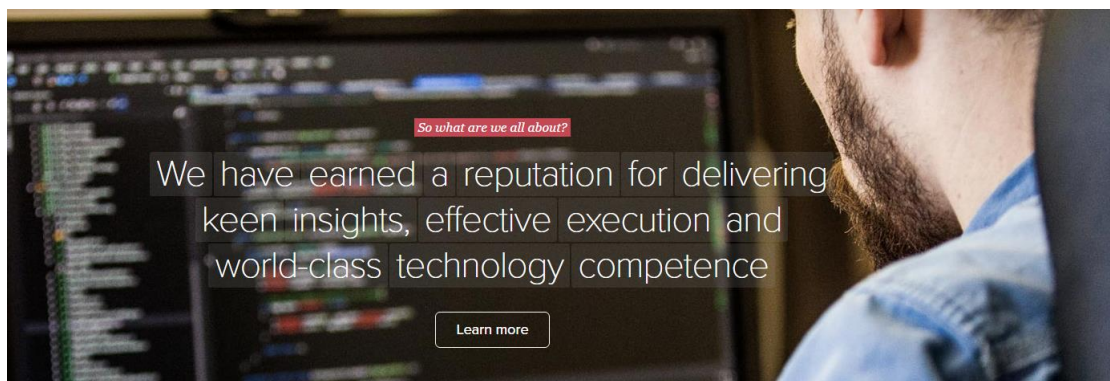 So what are we all about?
We have earned a reputation for delivering
keen insights, effective execution and
world-class technology competence
Learn more